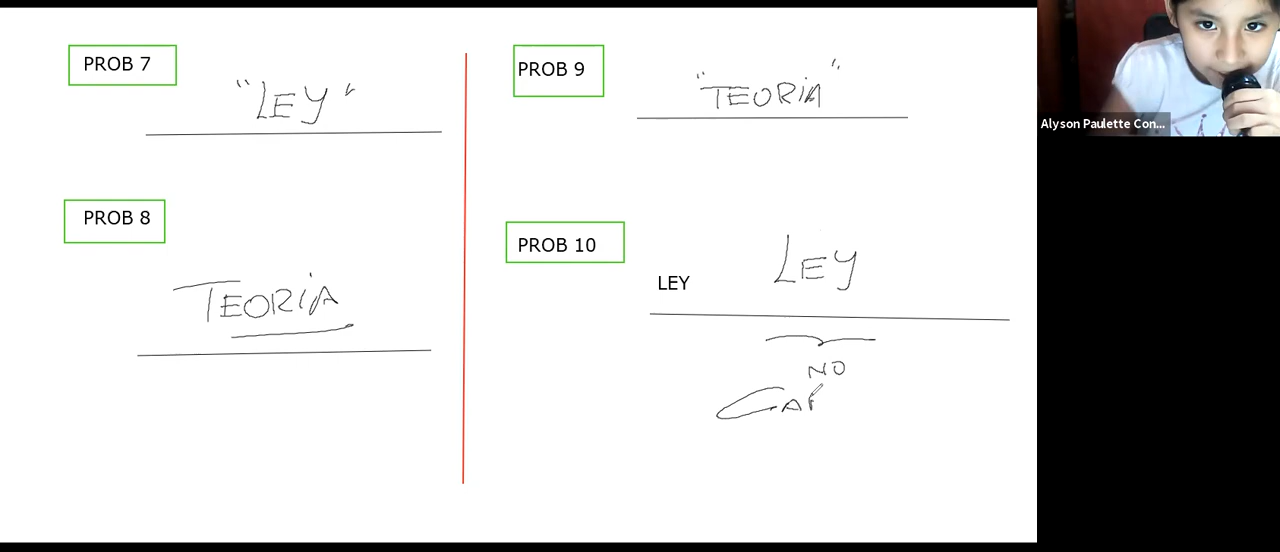 PROB 7
"LEY"
PROB 8
TEORIA
PROB 9
"TEORIA"
PROB 10
LEY
LEY
NO
Alyson Paulette Con...